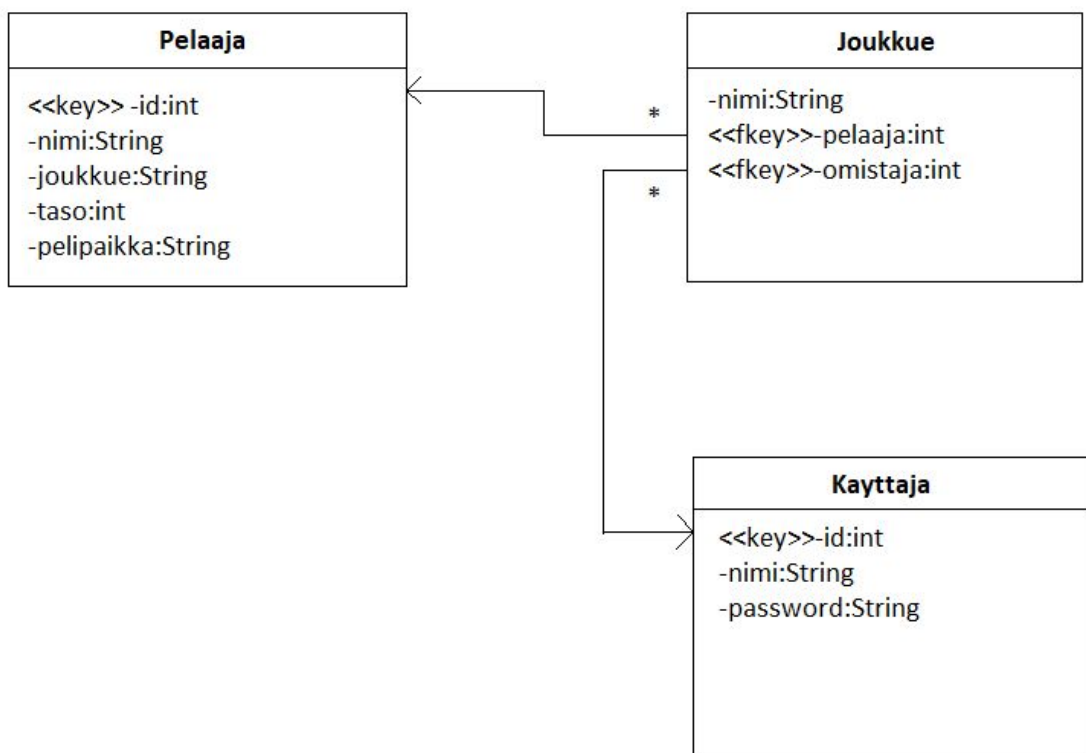 Pelaaja
<<key>> -id:int
-nimi:String
-joukkue:String
-taso:int
-pelipaikka:String
*
*
Joukkue
-nimi:String
<<fkey>>-pelaaja:int
<<fkey>>-omistaja:int
Kayttaja
<<key>>-id:int
-nimi:String
-password:String